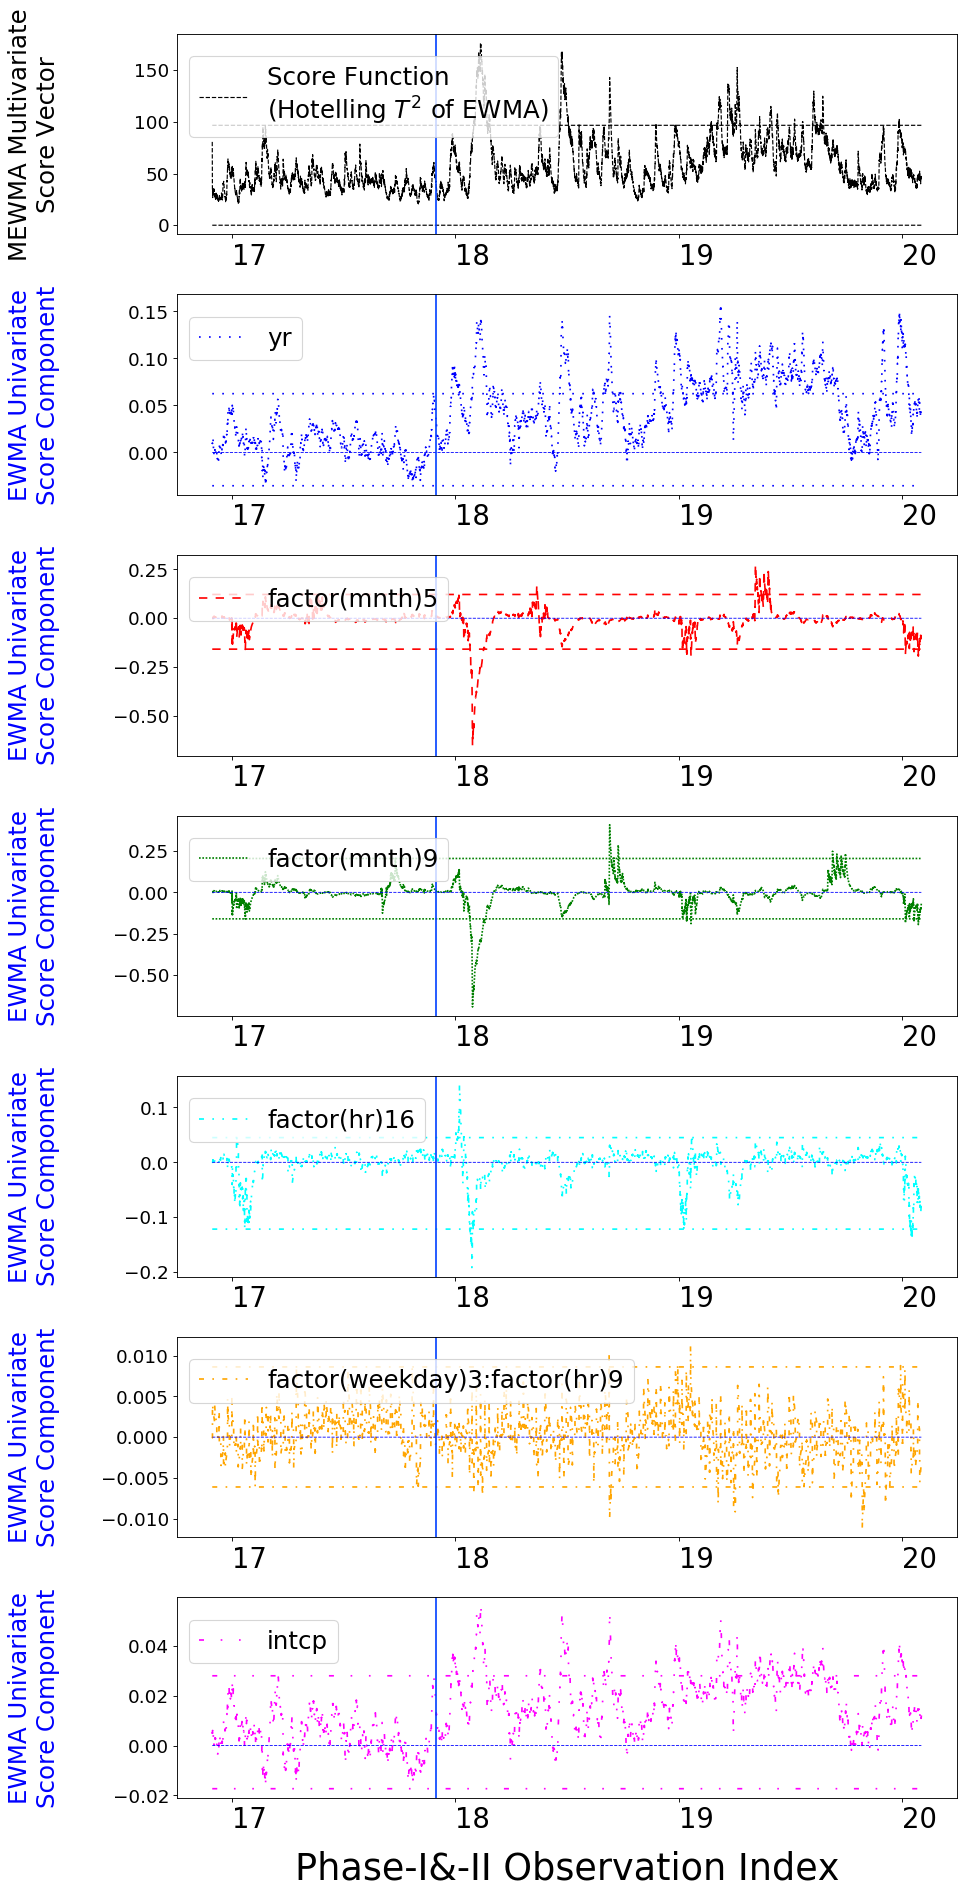 MEWMA Multivariate
Score Vector
150
100
50
0
Score Function
(Hotelling T² of EWMA)
17 18 19 20
EWMA Univariate
Score Component
0.15
0.10
0.05
0.00
yr
17 18 19 20
EWMA Univariate
Score Component
0.25
0.00
−0.25
−0.50
factor(mnth)5
17 18 19 20
EWMA Univariate
Score Component
0.25
0.00
−0.25
−0.50
factor(mnth)9
17 18 19 20
EWMA Univariate
Score Component
0.1
0.0
−0.1
−0.2
factor(hr)16
17 18 19 20
EWMA Univariate
Score Component
0.010
0.005
0.000
−0.005
−0.010
factor(weekday)3:factor(hr)9
17 18 19 20
EWMA Univariate
Score Component
0.04
0.02
0.00
−0.02
intcp
17 18 19 20
Phase-I&-II Observation Index